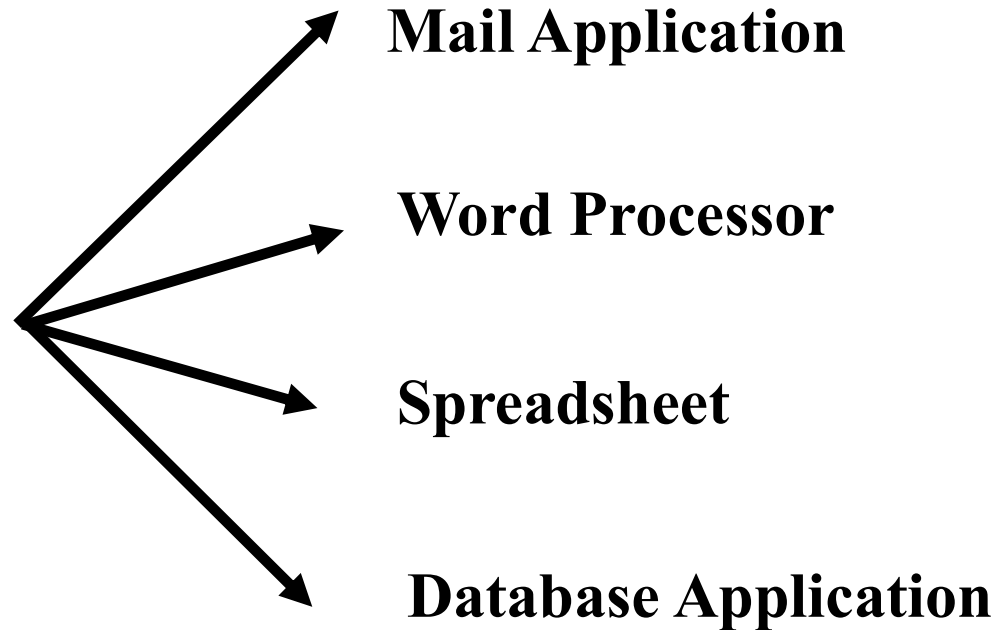 Mail Application
Word Processor
Spreadsheet
Database Application